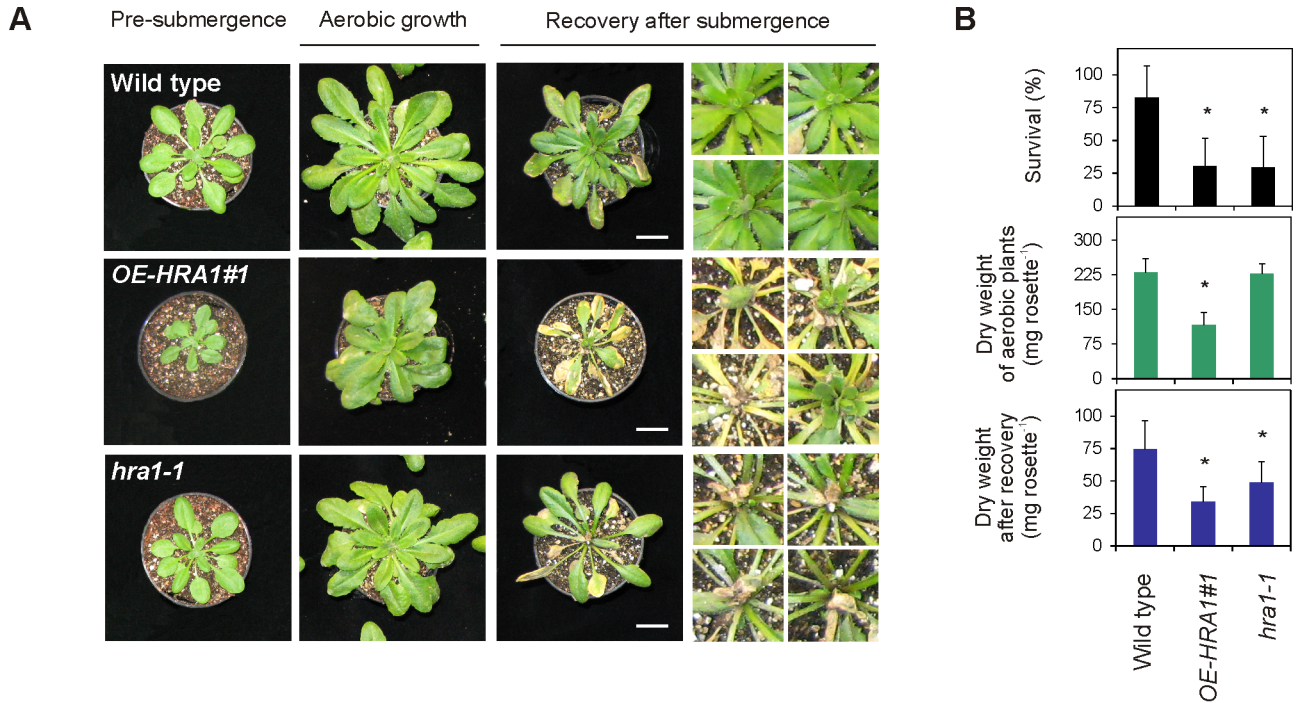 A
Pre-submergence
Aerobic growth
Recovery after submergence
Wild type
OE-HRA1#1
hra1-1
B
Survival (%)
100
75
50
25
0
Dry weight
of aerobic plants
(mg rosette⁻¹)
300
225
150
75
0
Dry weight
after recovery
(mg rosette⁻¹)
100
75
50
25
0
* *
*
* *
Wild type
OE-HRA1#1
hra1-1